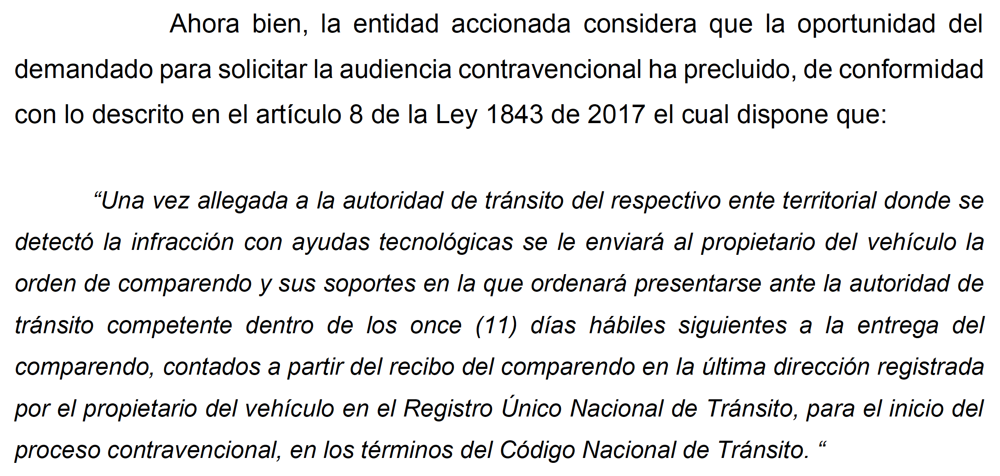 Ahora bien, la entidad accionada considera que la oportunidad del
demandado para solicitar la audiencia contravencional ha precluido, de conformidad
con lo descrito en el artículo 8 de la Ley 1843 de 2017 el cual dispone que:
“Una vez allegada a la autoridad de tránsito del respectivo ente territorial donde se
detectó la infracción con ayudas tecnológicas se le enviará al propietario del vehículo la
orden de comparendo y sus soportes en la que ordenará presentarse ante la autoridad de
tránsito competente dentro de los once (11) días hábiles siguientes a la entrega del
comparendo, contados a partir del recibo del comparendo en la última dirección registrada
por el propietario del vehículo en el Registro Único Nacional de Tránsito, para el inicio del
proceso contravencional, en los términos del Código Nacional de Tránsito. “